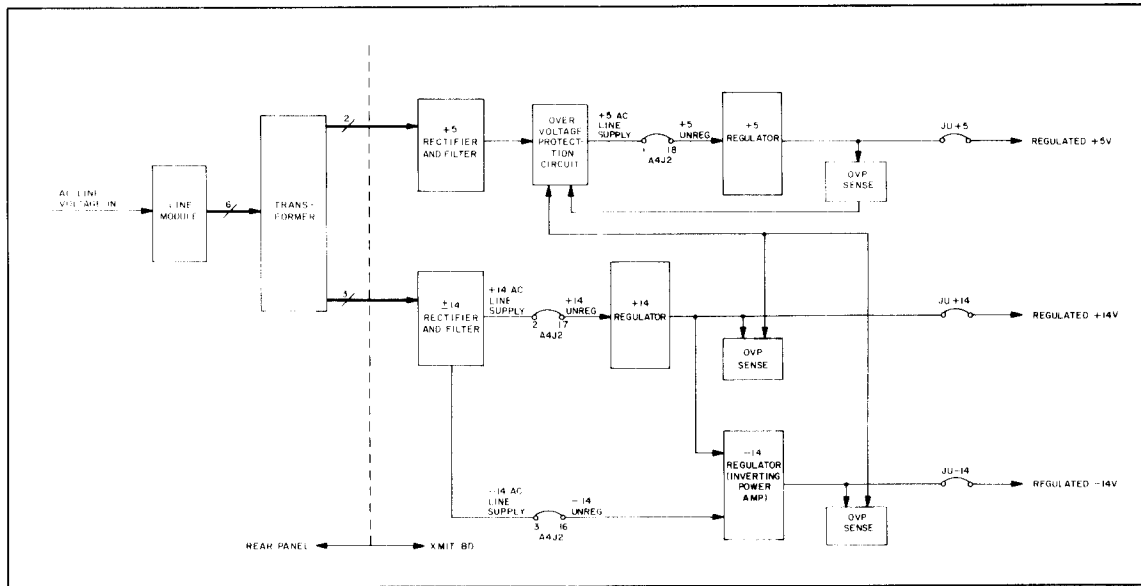 AC LINE
VOLTAGE IN
LINE
MODULE
6
TRANS-
FORMER
2
3
+5
RECTIFIER
AND FILTER
OVER
VOLTAGE
PROTEC-
TION
CIRCUIT
+5 AC
LINE
SUPPLY
1 18
A4J2
+5
UNREG
+5
REGULATOR
OVP
SENSE
JU+5
REGULATED +5V
±14
RECTIFIER
AND FILTER
+14 AC
LINE
SUPPLY
2 17
A4J2
+14
UNREG
+14
REGULATOR
OVP
SENSE
JU+14
REGULATED +14V
-14 AC
LINE
SUPPLY
3 16
A4J2
-14
UNREG
-14
REGULATOR
(INVERTING
POWER
AMP)
OVP
SENSE
JU-14
REGULATED -14V
REAR PANEL
XMIT BD